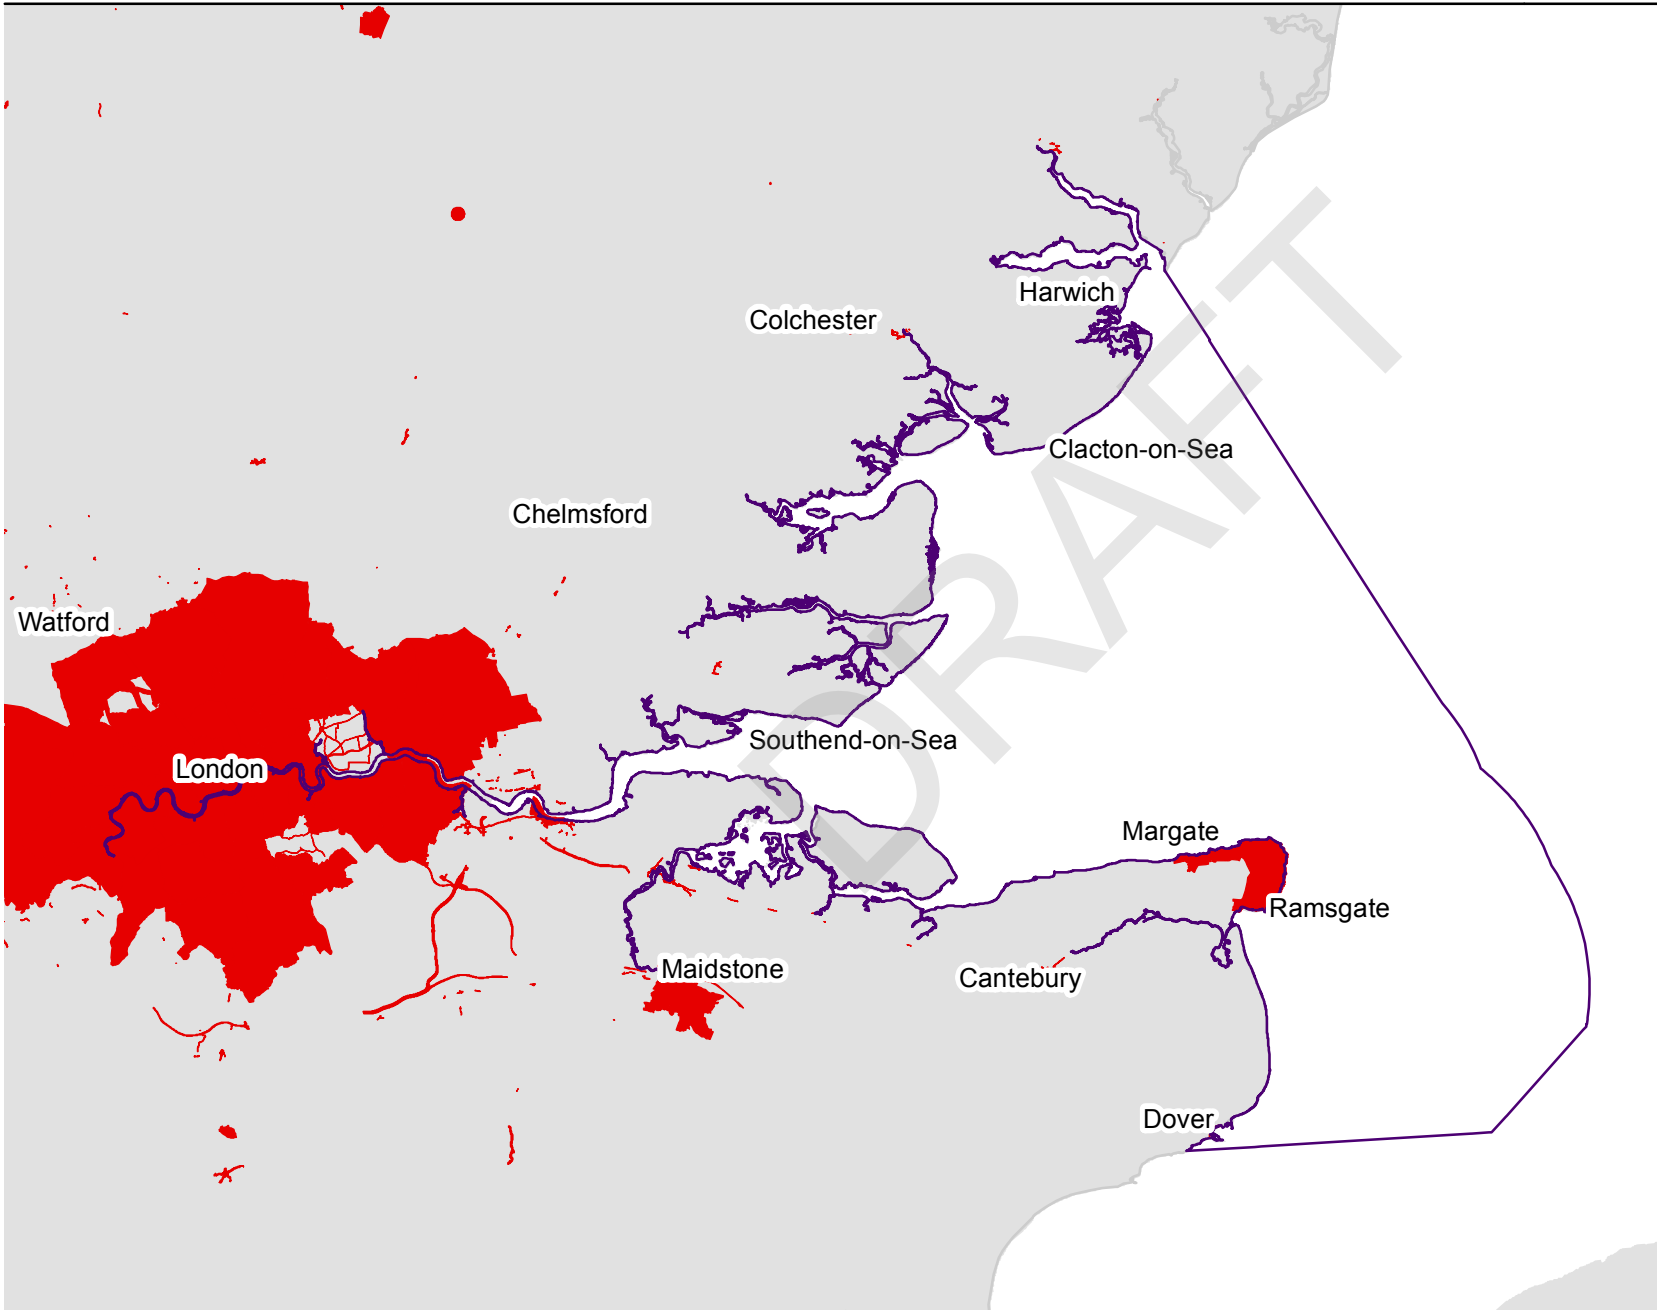 Harwich
Colchester
Clacton-on-Sea
Chelmsford
Watford
Southend-on-Sea
London
Margate
Ramsgate
Maidstone
Cantebury
Dover
DRAFT